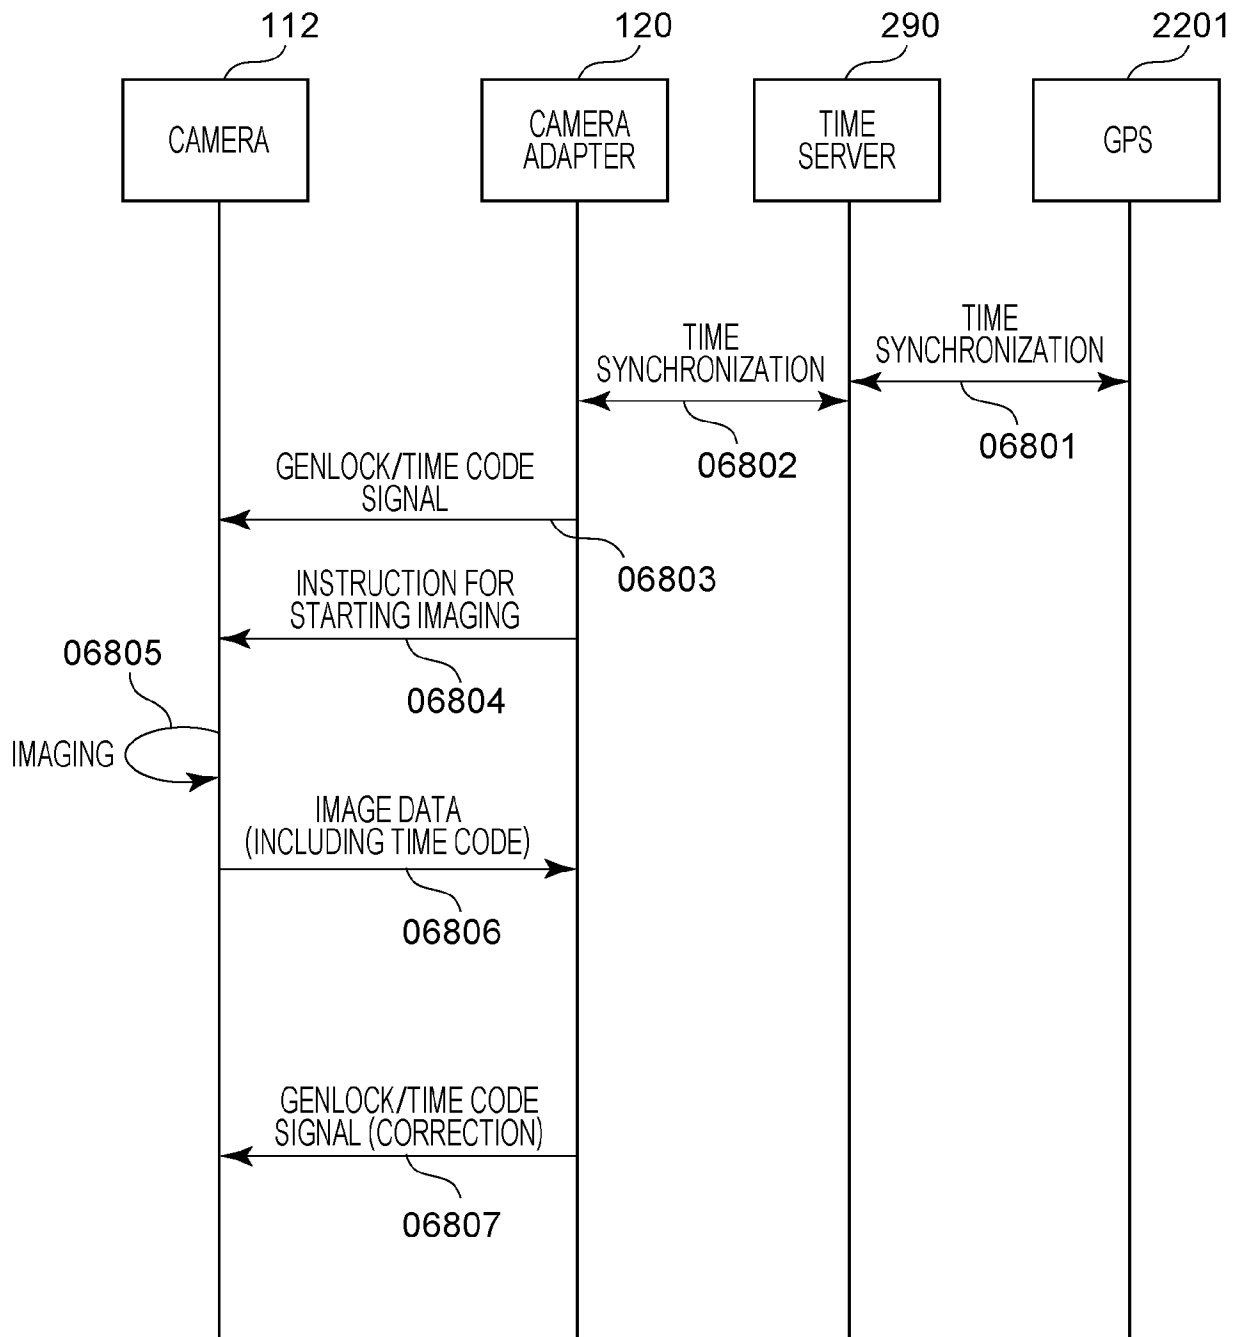 112
120
290
2201
CAMERA
CAMERA
ADAPTER
TIME
SERVER
GPS
TIME
SYNCHRONIZATION
TIME
SYNCHRONIZATION
06801
06802
GENLOCK/TIME CODE
SIGNAL
06803
INSTRUCTION FOR
STARTING IMAGING
06804
06805
IMAGING
IMAGE DATA
(INCLUDING TIME CODE)
06806
GENLOCK/TIME CODE
SIGNAL (CORRECTION)
06807